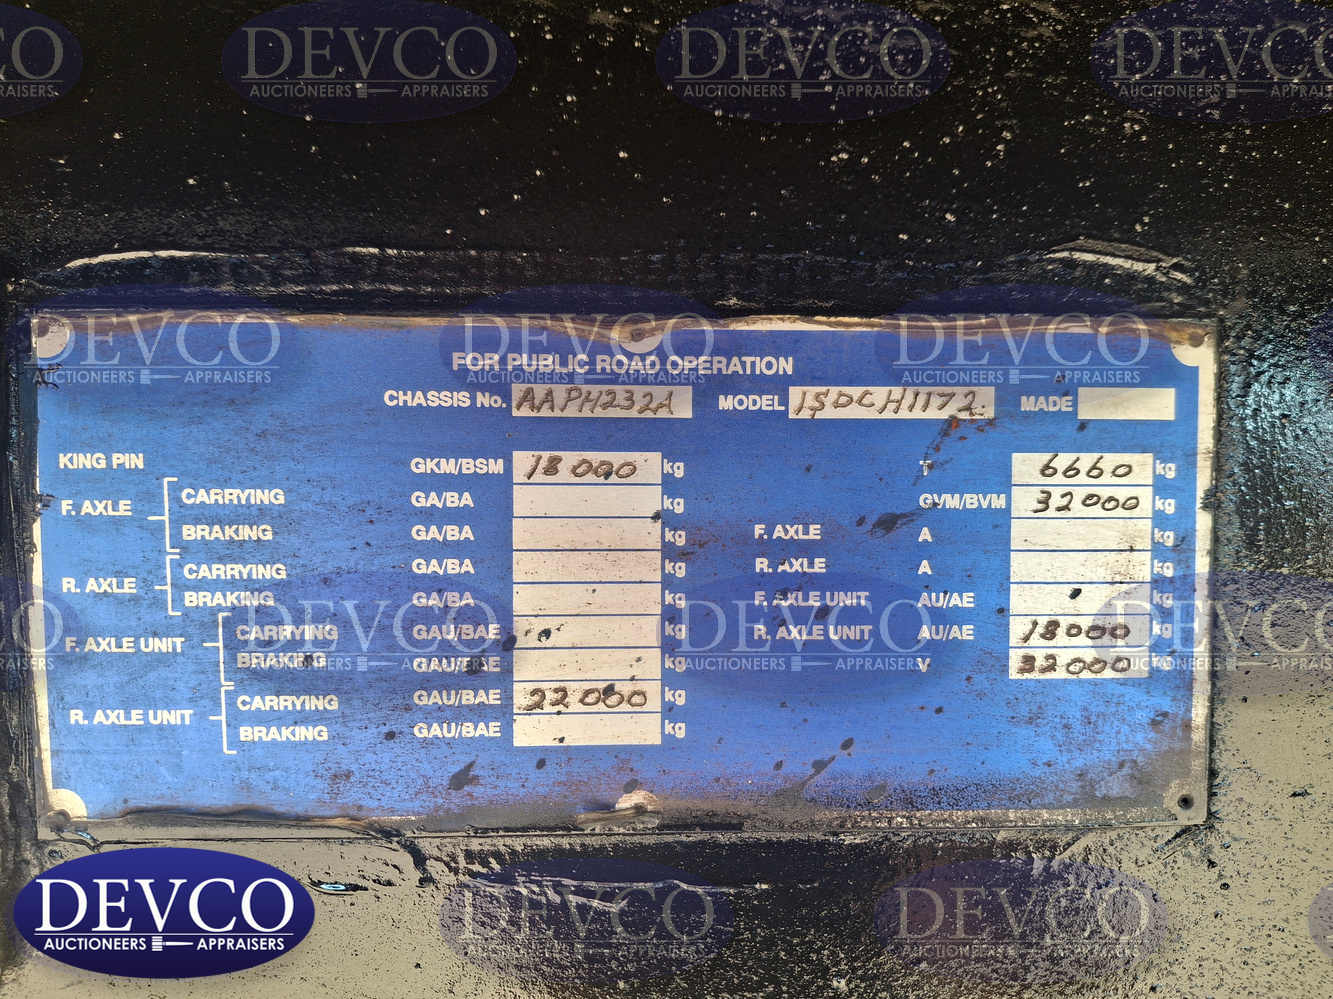 FOR PUBLIC ROAD OPERATION
CHASSIS No. AAPH232A MODEL ISDCH1172 MADE
KING PIN GKM/BSM 18000 kg T 6660 kg
F. AXLE CARRYING GA/BA kg GVM/BVM 32000 kg
BRAKING GA/BA kg F. AXLE A kg
R. AXLE CARRYING GA/BA kg R. AXLE A kg
BRAKING GA/BA kg F. AXLE UNIT AU/AE kg
F. AXLE UNIT CARRYING GAU/BAE kg R. AXLE UNIT AU/AE 18000 kg
BRAKING GAU/BAE kg V 32000 kg
R. AXLE UNIT CARRYING GAU/BAE 22000 kg
BRAKING GAU/BAE kg
DEVCO
AUCTIONEERS APPRAISERS